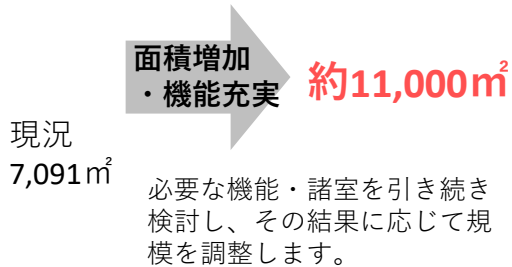 面積増加
・機能充実
約11,000㎡
現況
7,091㎡
必要な機能・諸室を引き続き
検討し、その結果に応じて規
模を調整します。